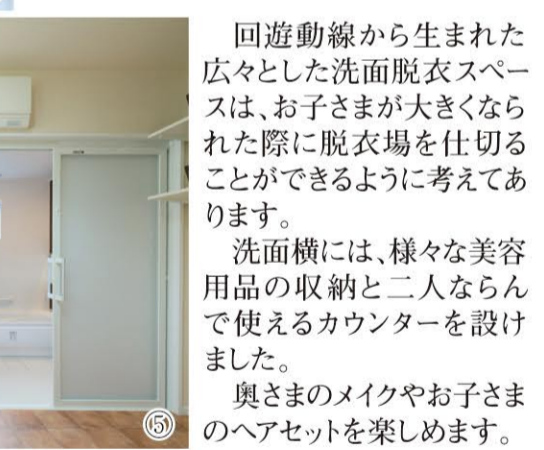 回遊動線から生まれた
広々とした洗面脱衣スペー
スは、お子さまが大きくなら
れた際に脱衣場を仕切る
ことができるように考えてあ
ります。
洗面横には、様々な美容
用品の収納と二人ならん
で使えるカウンターを設け
ました。
奥さまのメイクやお子さま
のヘアセットを楽しめます。
⑤